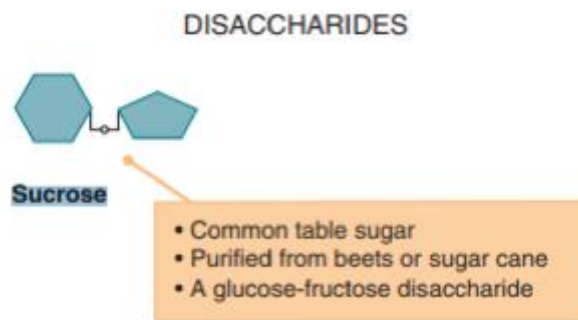 DISACCHARIDES
Sucrose
• Common table sugar
• Purified from beets or sugar cane
• A glucose-fructose disaccharide